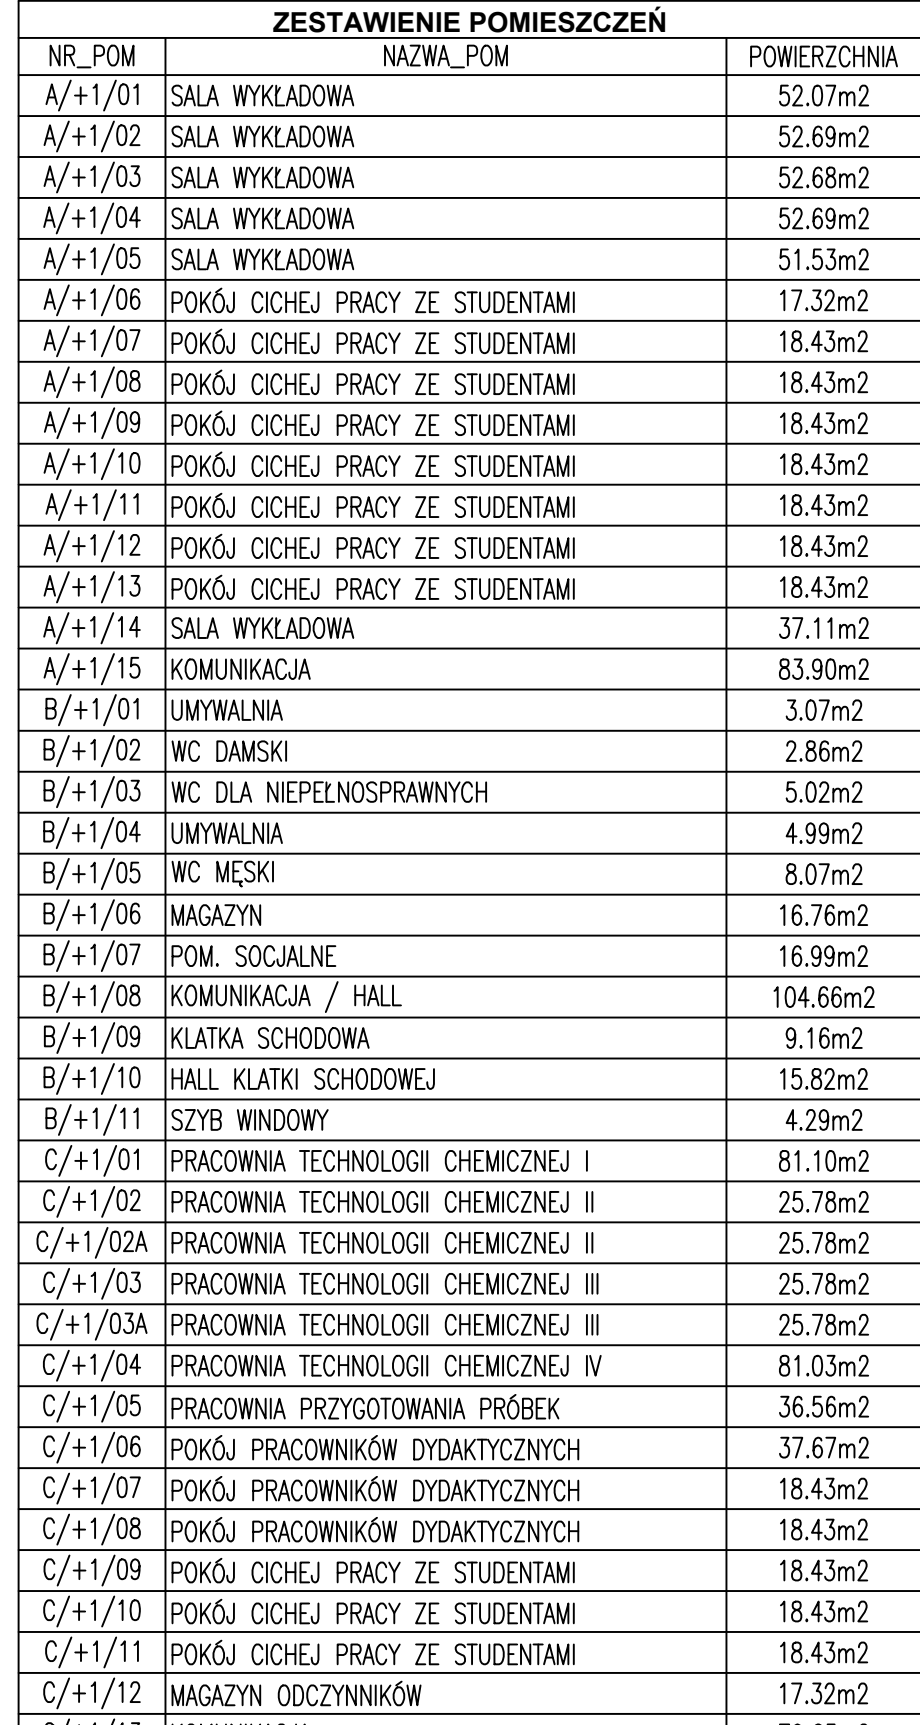 ZESTAWIENIE POMIESZCZEŃ
NR_POM NAZWA_POM POWIERZCHNIA
A/+1/01 SALA WYKŁADOWA 52.07m2
A/+1/02 SALA WYKŁADOWA 52.69m2
A/+1/03 SALA WYKŁADOWA 52.68m2
A/+1/04 SALA WYKŁADOWA 52.69m2
A/+1/05 SALA WYKŁADOWA 51.53m2
A/+1/06 POKÓJ CICHEJ PRACY ZE STUDENTAMI 17.32m2
A/+1/07 POKÓJ CICHEJ PRACY ZE STUDENTAMI 18.43m2
A/+1/08 POKÓJ CICHEJ PRACY ZE STUDENTAMI 18.43m2
A/+1/09 POKÓJ CICHEJ PRACY ZE STUDENTAMI 18.43m2
A/+1/10 POKÓJ CICHEJ PRACY ZE STUDENTAMI 18.43m2
A/+1/11 POKÓJ CICHEJ PRACY ZE STUDENTAMI 18.43m2
A/+1/12 POKÓJ CICHEJ PRACY ZE STUDENTAMI 18.43m2
A/+1/13 POKÓJ CICHEJ PRACY ZE STUDENTAMI 18.43m2
A/+1/14 SALA WYKŁADOWA 37.11m2
A/+1/15 KOMUNIKACJA 83.90m2
B/+1/01 UMYWALNIA 3.07m2
B/+1/02 WC DAMSKI 2.86m2
B/+1/03 WC DLA NIEPEŁNOSPRAWNYCH 5.02m2
B/+1/04 UMYWALNIA 4.99m2
B/+1/05 WC MĘSKI 8.07m2
B/+1/06 MAGAZYN 16.76m2
B/+1/07 POM. SOCJALNE 16.99m2
B/+1/08 KOMUNIKACJA / HALL 104.66m2
B/+1/09 KLATKA SCHODOWA 9.16m2
B/+1/10 HALL KLATKI SCHODOWEJ 15.82m2
B/+1/11 SZYB WINDOWY 4.29m2
C/+1/01 PRACOWNIA TECHNOLOGII CHEMICZNEJ I 81.10m2
C/+1/02 PRACOWNIA TECHNOLOGII CHEMICZNEJ II 25.78m2
C/+1/02A PRACOWNIA TECHNOLOGII CHEMICZNEJ II 25.78m2
C/+1/03 PRACOWNIA TECHNOLOGII CHEMICZNEJ III 25.78m2
C/+1/03A PRACOWNIA TECHNOLOGII CHEMICZNEJ III 25.78m2
C/+1/04 PRACOWNIA TECHNOLOGII CHEMICZNEJ IV 81.03m2
C/+1/05 PRACOWNIA PRZYGOTOWANIA PRÓBEK 36.56m2
C/+1/06 POKÓJ PRACOWNIKÓW DYDAKTYCZNYCH 37.67m2
C/+1/07 POKÓJ PRACOWNIKÓW DYDAKTYCZNYCH 18.43m2
C/+1/08 POKÓJ PRACOWNIKÓW DYDAKTYCZNYCH 18.43m2
C/+1/09 POKÓJ CICHEJ PRACY ZE STUDENTAMI 18.43m2
C/+1/10 POKÓJ CICHEJ PRACY ZE STUDENTAMI 18.43m2
C/+1/11 POKÓJ CICHEJ PRACY ZE STUDENTAMI 18.43m2
C/+1/12 MAGAZYN ODCZYNNIKÓW 17.32m2